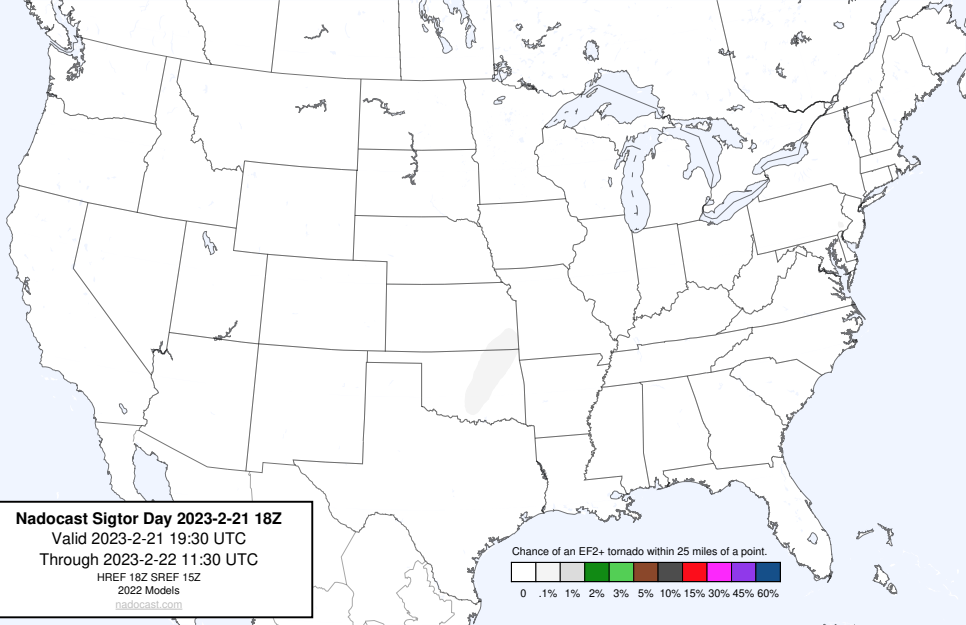 Nadocast Sigtor Day 2023-2-21 18Z
Valid 2023-2-21 19:30 UTC
Through 2023-2-22 11:30 UTC
HREF 18Z SREF 15Z
2022 Models
nadocast.com
Chance of an EF2+ tornado within 25 miles of a point.
0 .1% 1% 2% 3% 5% 10% 15% 30% 45% 60%